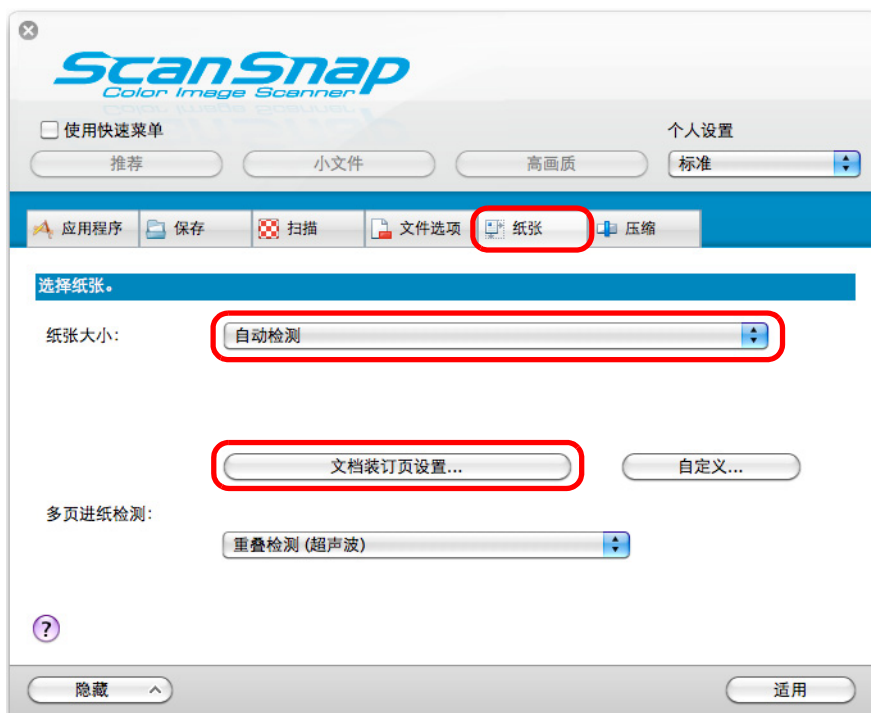 ScanSnap
Color Image Scanner
使用快速菜单
个人设置
推荐
小文件
高画质
标准
应用程序
保存
扫描
文件选项
纸张
压缩
选择纸张。
纸张大小:
自动检测
文档装订页设置...
自定义...
多页进纸检测:
重叠检测 (超声波)
?
隐藏
适用